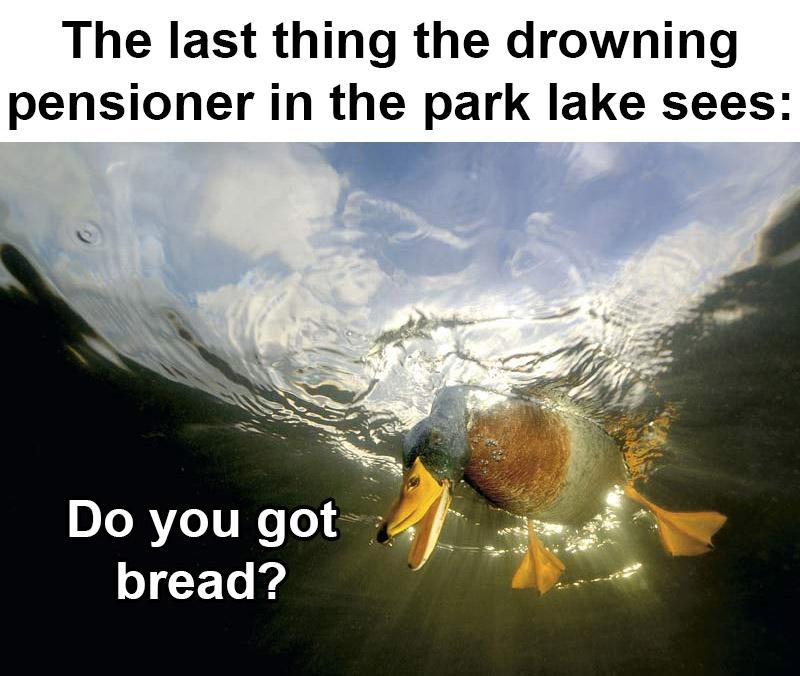 The last thing the drowning
pensioner in the park lake sees:
Do you got
bread?